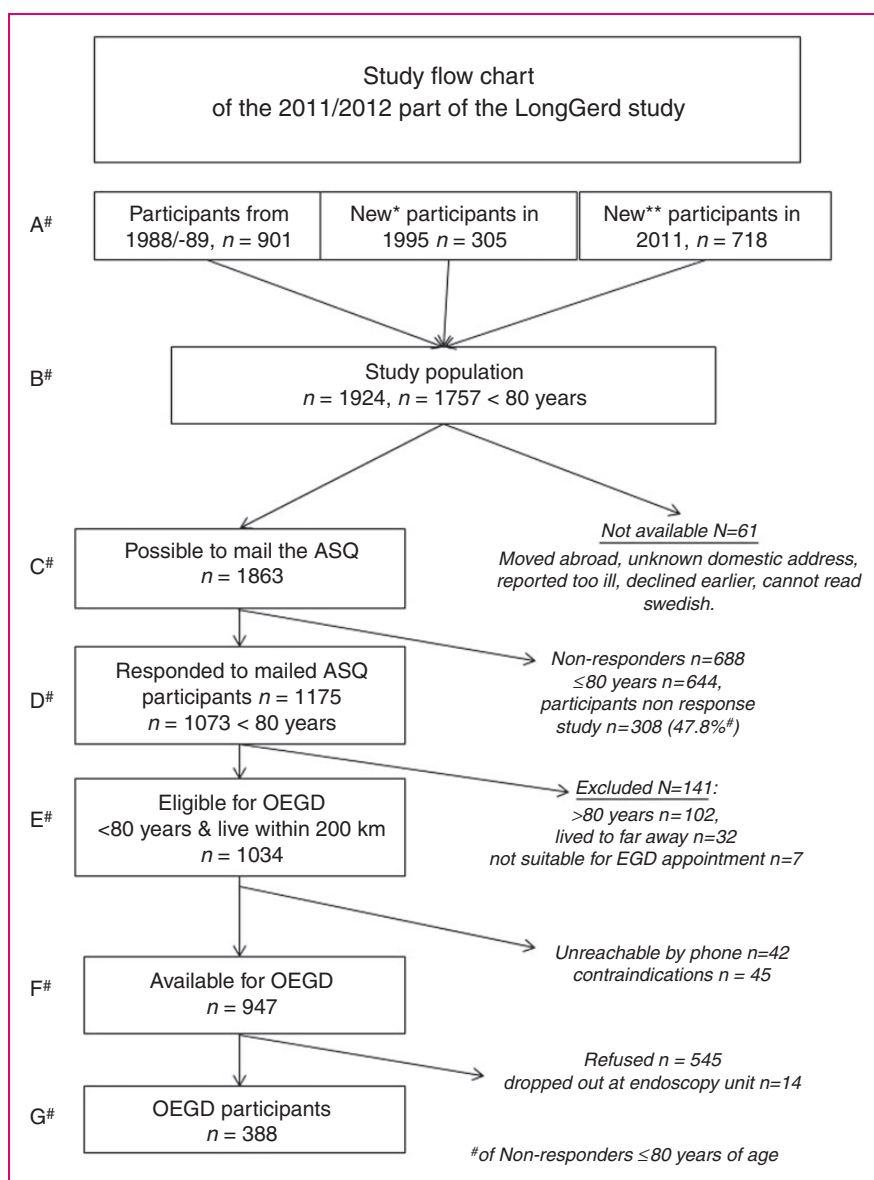 Study flow chart
of the 2011/2012 part of the LongGerd study
A#
Participants from
1988/-89, n = 901
New* participants in
1995 n = 305
New** participants in
2011, n = 718
B#
Study population
n = 1924, n = 1757 < 80 years
C#
Possible to mail the ASQ
n = 1863
Not available N=61
Moved abroad, unknown domestic address,
reported too ill, declined earlier, cannot read
swedish.
D#
Responded to mailed ASQ
participants n = 1175
n = 1073 < 80 years
Non-responders n=688
≤80 years n=644,
participants non response
study n=308 (47.8%#)
E#
Eligible for OEGD
<80 years & live within 200 km
n = 1034
Excluded N=141:
>80 years n=102,
lived to far away n=32
not suitable for EGD appointment n=7
Unreachable by phone n=42
contraindications n = 45
F#
Available for OEGD
n = 947
Refused n = 545
dropped out at endoscopy unit n=14
G#
OEGD participants
n = 388
#of Non-responders ≤80 years of age